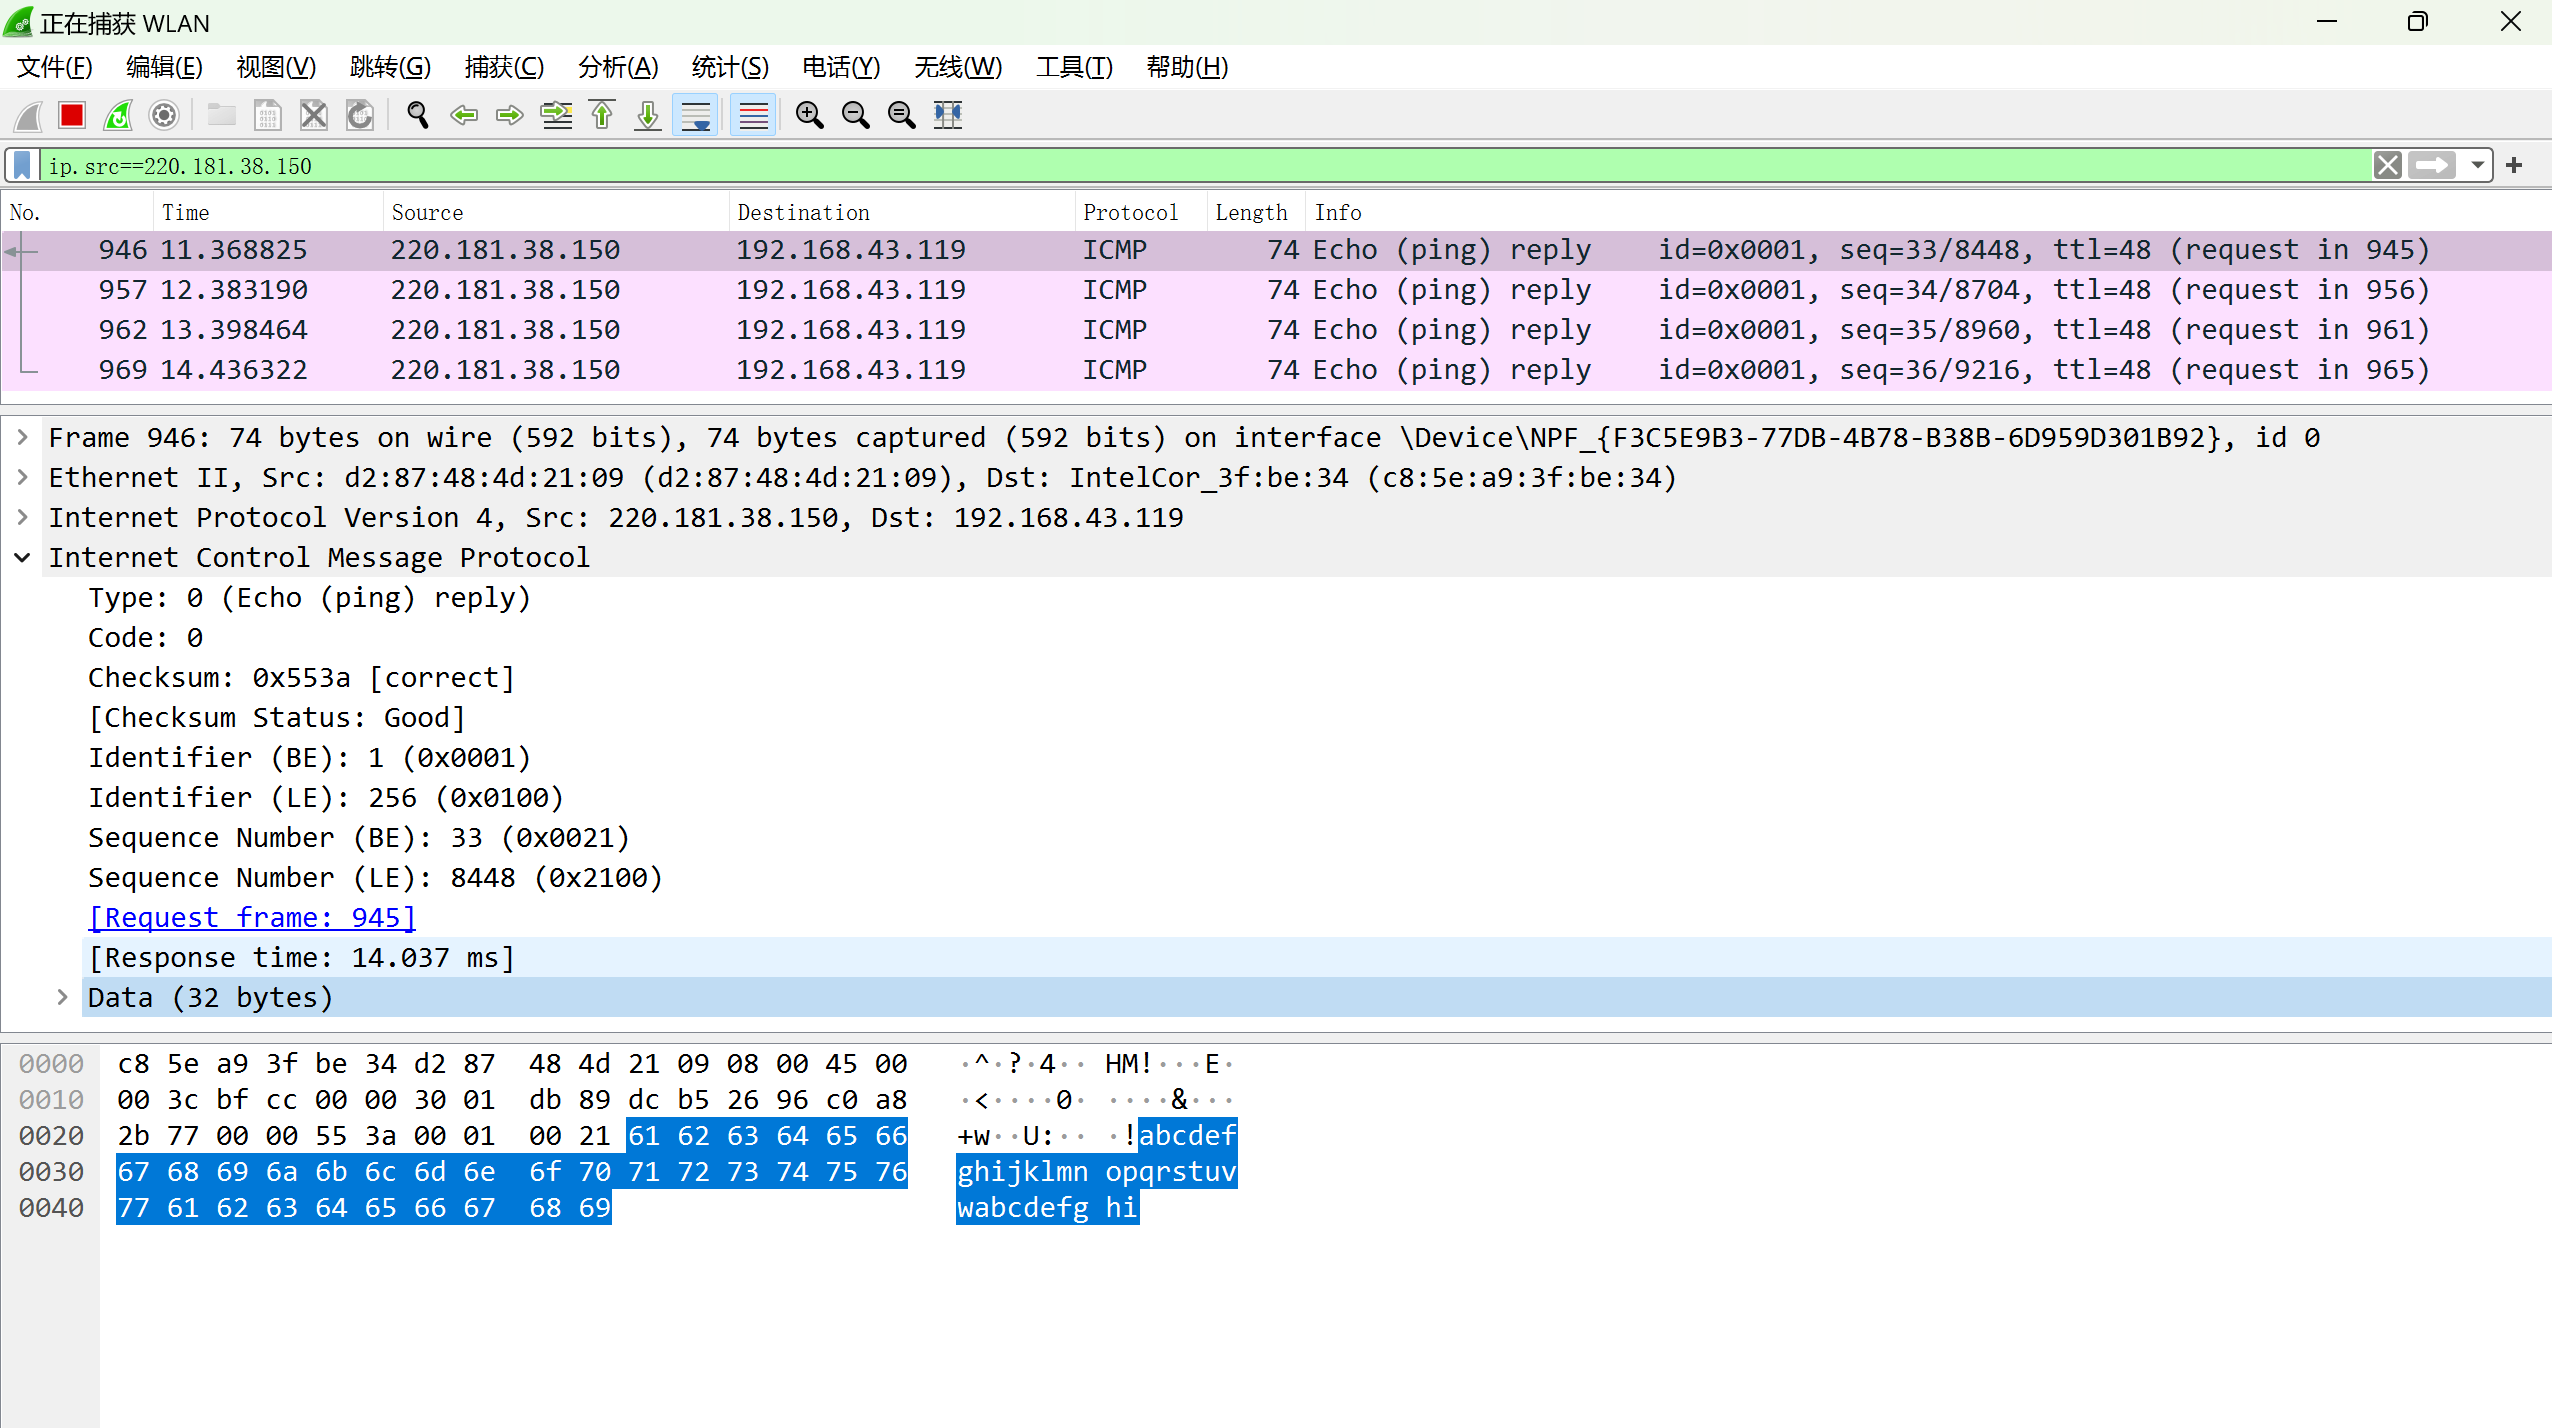 正在捕获 WLAN
文件(F) 编辑(E) 视图(V) 跳转(G) 捕获(C) 分析(A) 统计(S) 电话(Y) 无线(W) 工具(T) 帮助(H)
ip.src==220.181.38.150
No. Time Source Destination Protocol Length Info
946 11.368825 220.181.38.150 192.168.43.119 ICMP 74 Echo (ping) reply id=0x0001, seq=33/8448, ttl=48 (request in 945)
957 12.383190 220.181.38.150 192.168.43.119 ICMP 74 Echo (ping) reply id=0x0001, seq=34/8704, ttl=48 (request in 956)
962 13.398464 220.181.38.150 192.168.43.119 ICMP 74 Echo (ping) reply id=0x0001, seq=35/8960, ttl=48 (request in 961)
969 14.436322 220.181.38.150 192.168.43.119 ICMP 74 Echo (ping) reply id=0x0001, seq=36/9216, ttl=48 (request in 965)
Frame 946: 74 bytes on wire (592 bits), 74 bytes captured (592 bits) on interface \Device\NPF_{F3C5E9B3-77DB-4B78-B38B-6D959D301B92}, id 0
Ethernet II, Src: d2:87:48:4d:21:09 (d2:87:48:4d:21:09), Dst: IntelCor_3f:be:34 (c8:5e:a9:3f:be:34)
Internet Protocol Version 4, Src: 220.181.38.150, Dst: 192.168.43.119
Internet Control Message Protocol
Type: 0 (Echo (ping) reply)
Code: 0
Checksum: 0x553a [correct]
[Checksum Status: Good]
Identifier (BE): 1 (0x0001)
Identifier (LE): 256 (0x0100)
Sequence Number (BE): 33 (0x0021)
Sequence Number (LE): 8448 (0x2100)
[Request frame: 945]
[Response time: 14.037 ms]
Data (32 bytes)
0000 c8 5e a9 3f be 34 d2 87 48 4d 21 09 08 00 45 00 ·^·?·4·· HM!···E·
0010 00 3c bf cc 00 00 30 01 db 89 dc b5 26 96 c0 a8 ·<····0· ····&···
0020 2b 77 00 00 55 3a 00 01 00 21 61 62 63 64 65 66 +w··U:·· ·!abcdef
0030 67 68 69 6a 6b 6c 6d 6e 6f 70 71 72 73 74 75 76 ghijklmn opqrstuv
0040 77 61 62 63 64 65 66 67 68 69 wabcdefg hi